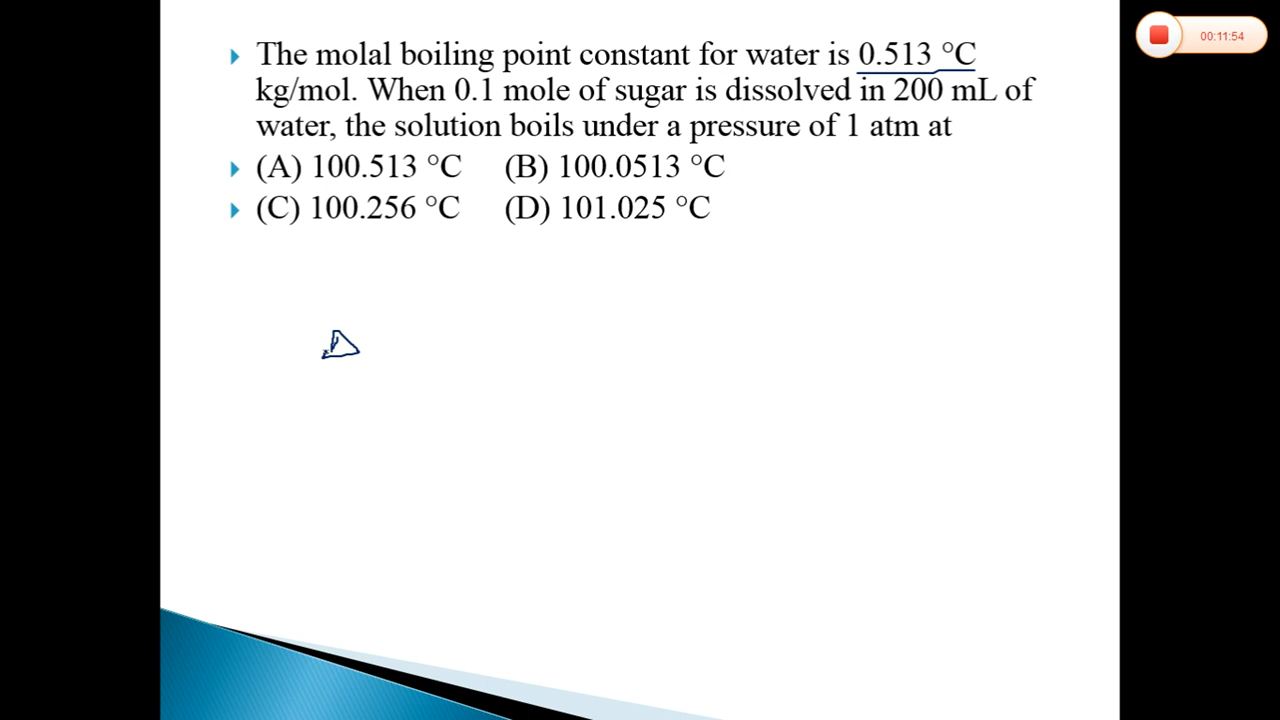 00:11:54
The molal boiling point constant for water is 0.513 °C
kg/mol. When 0.1 mole of sugar is dissolved in 200 mL of
water, the solution boils under a pressure of 1 atm at
(A) 100.513 °C (B) 100.0513 °C
(C) 100.256 °C (D) 101.025 °C
Δ